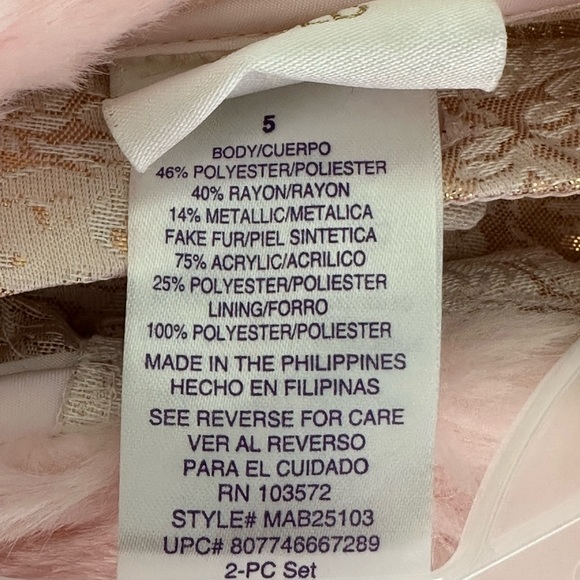 5
BODY/CUERPO
46% POLYESTER/POLIESTER
40% RAYON/RAYON
14% METALLIC/METALICA
FAKE FUR/PIEL SINTETICA
75% ACRYLIC/ACRILICO
25% POLYESTER/POLIESTER
LINING/FORRO
100% POLYESTER/POLIESTER
MADE IN THE PHILIPPINES
HECHO EN FILIPINAS
SEE REVERSE FOR CARE
VER AL REVERSO
PARA EL CUIDADO
RN 103572
STYLE# MAB25103
UPC# 807746667289
2-PC Set